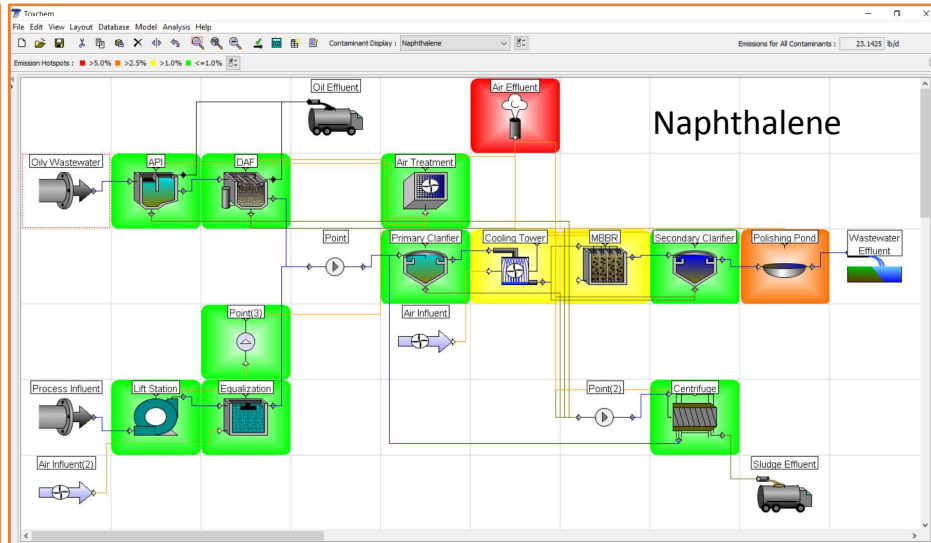 Toxchem
File Edit View Layout Database Model Analysis Help
Contaminant Display : Naphthalene
Emissions for All Contaminants : 23.1425 lb/d
Emission Hotspots : >5.0% >2.5% >1.0% <=1.0%
Oil Effluent
Air Effluent
Naphthalene
Oily Wastewater
API
DAF
Air Treatment
Point
Primary Clarifier
Cooling Tower
MBBR
Secondary Clarifier
Polishing Pond
Wastewater
Effluent
Point(3)
Air Influent
Process Influent
Lift Station
Equalization
Point(2)
Centrifuge
Air Influent(2)
Sludge Effluent